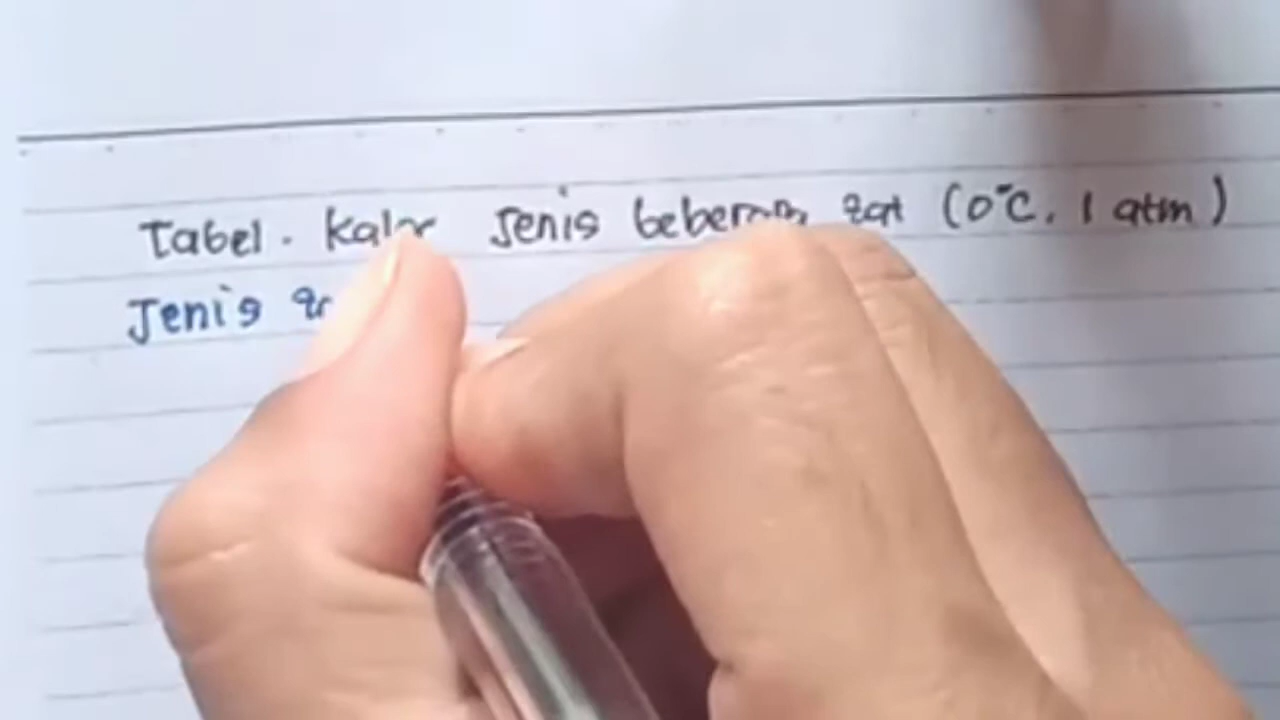 Tabel. Kalor Jenis beberapa zat (0°C, 1 atm)
Jenis